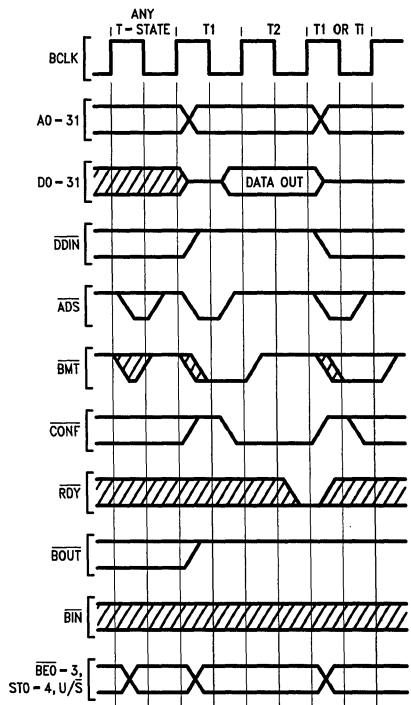 ANY
T-STATE T1 T2 T1 OR Ti
BCLK
A0-31
D0-31 DATA OUT
DDIN
ADS
BMT
CONF
RDY
BOUT
BIN
BE0-3,
ST0-4, U/S